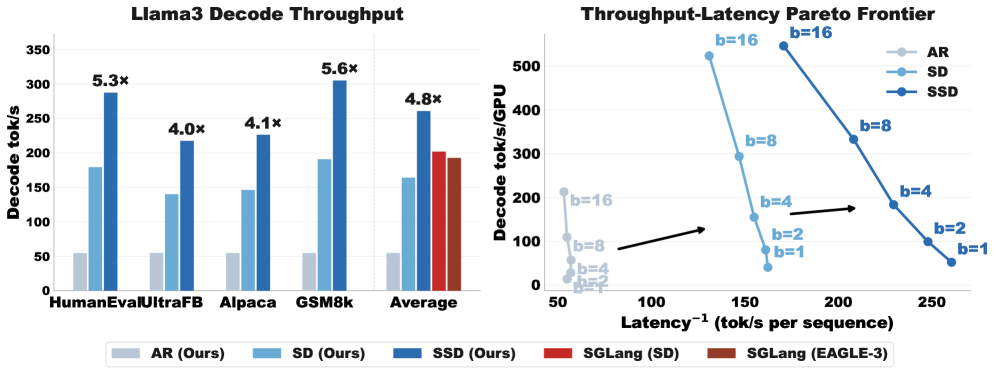 Llama3 Decode Throughput
Decode tok/s
350
300
250
200
150
100
50
0
5.3×
4.0×
4.1×
5.6×
4.8×
HumanEval
UltraFB
Alpaca
GSM8k
Average
Throughput-Latency Pareto Frontier
Decode tok/s/GPU
500
400
300
200
100
0
b=16
b=8
b=4
b=2
b=1
b=16
b=8
b=4
b=2
b=1
b=16
b=8
b=4
b=2
b=1
AR
SD
SSD
50
100
150
200
250
Latency⁻¹ (tok/s per sequence)
AR (Ours)
SD (Ours)
SSD (Ours)
SGLang (SD)
SGLang (EAGLE-3)